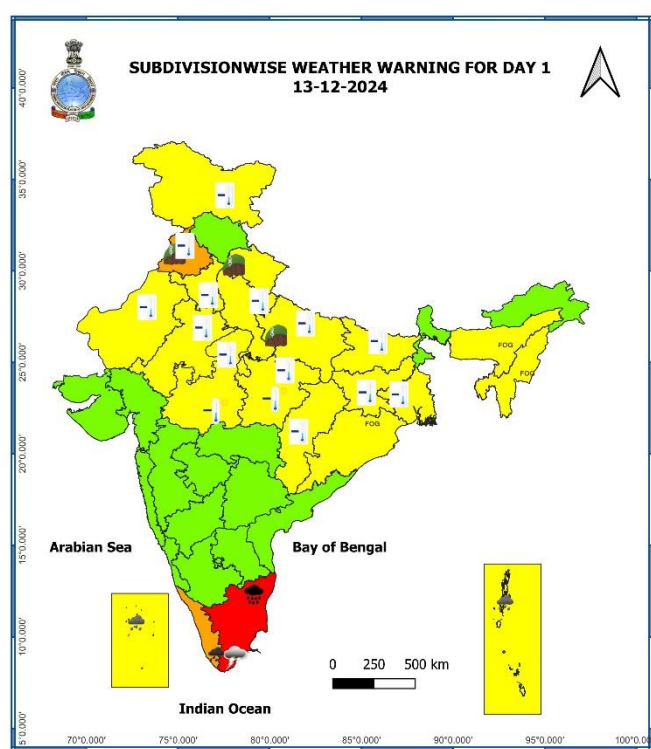 SUBDIVISIONWISE WEATHER WARNING FOR DAY 1
13-12-2024
40°0.000'
35°0.000'
30°0.000'
25°0.000'
20°0.000'
15°0.000'
10°0.000'
5°0.000'
FOG
FOG
FOG
Arabian Sea
Bay of Bengal
0 250 500 km
Indian Ocean
70°0.000' 75°0.000' 80°0.000' 85°0.000' 90°0.000' 95°0.000' 100°0.0